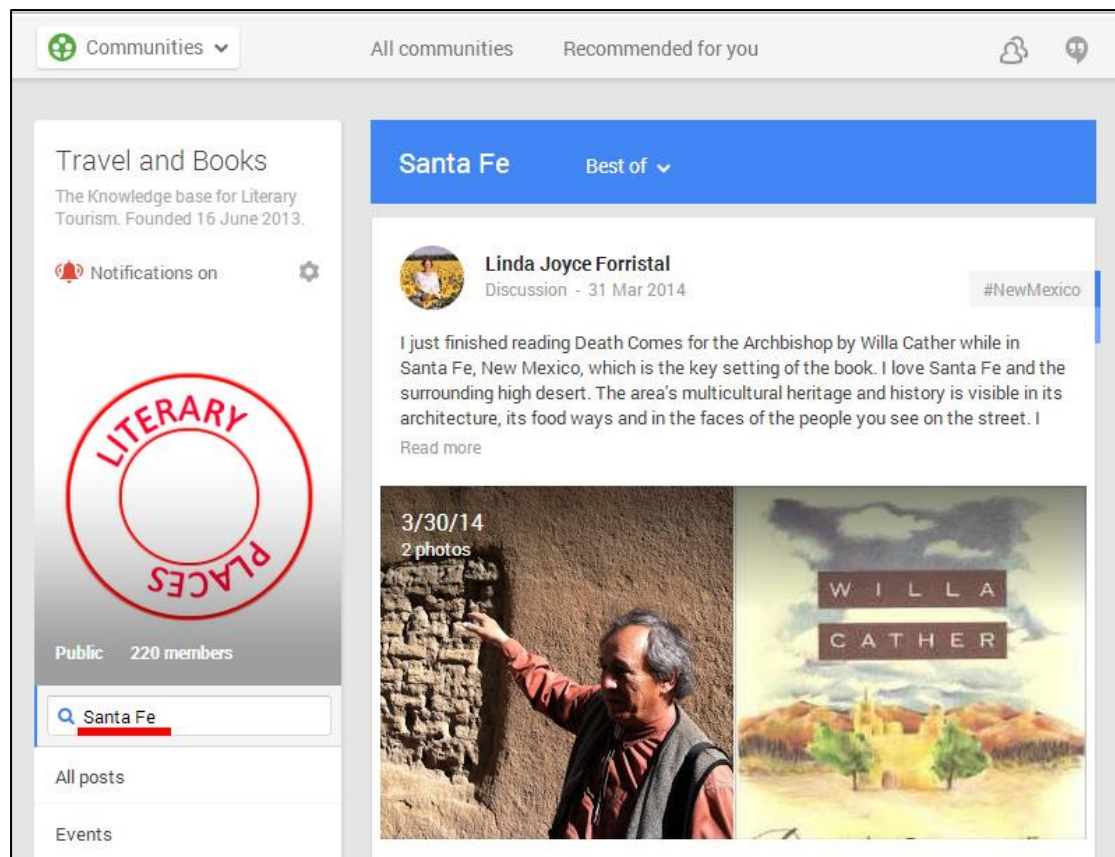 Communities
All communities
Recommended for you
Travel and Books
The Knowledge base for Literary
Tourism. Founded 16 June 2013.
Notifications on
LITERARY
PLACES
Public 220 members
Santa Fe
All posts
Events
Santa Fe
Best of
Linda Joyce Forristal
Discussion - 31 Mar 2014
#NewMexico
I just finished reading Death Comes for the Archbishop by Willa Cather while in
Santa Fe, New Mexico, which is the key setting of the book. I love Santa Fe and the
surrounding high desert. The area's multicultural heritage and history is visible in its
architecture, its food ways and in the faces of the people you see on the street. I
Read more
3/30/14
2 photos
WILLA
CATHER